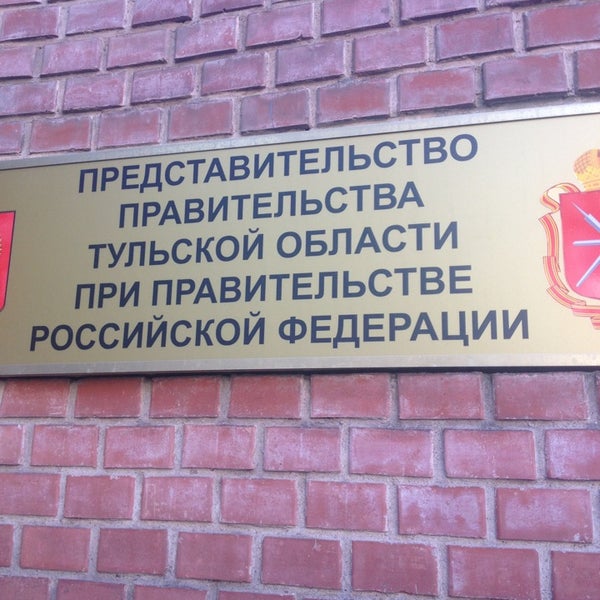 ПРЕДСТАВИТЕЛЬСТВО
ПРАВИТЕЛЬСТВА
ТУЛЬСКОЙ ОБЛАСТИ
ПРИ ПРАВИТЕЛЬСТВЕ
РОССИЙСКОЙ ФЕДЕРАЦИИ